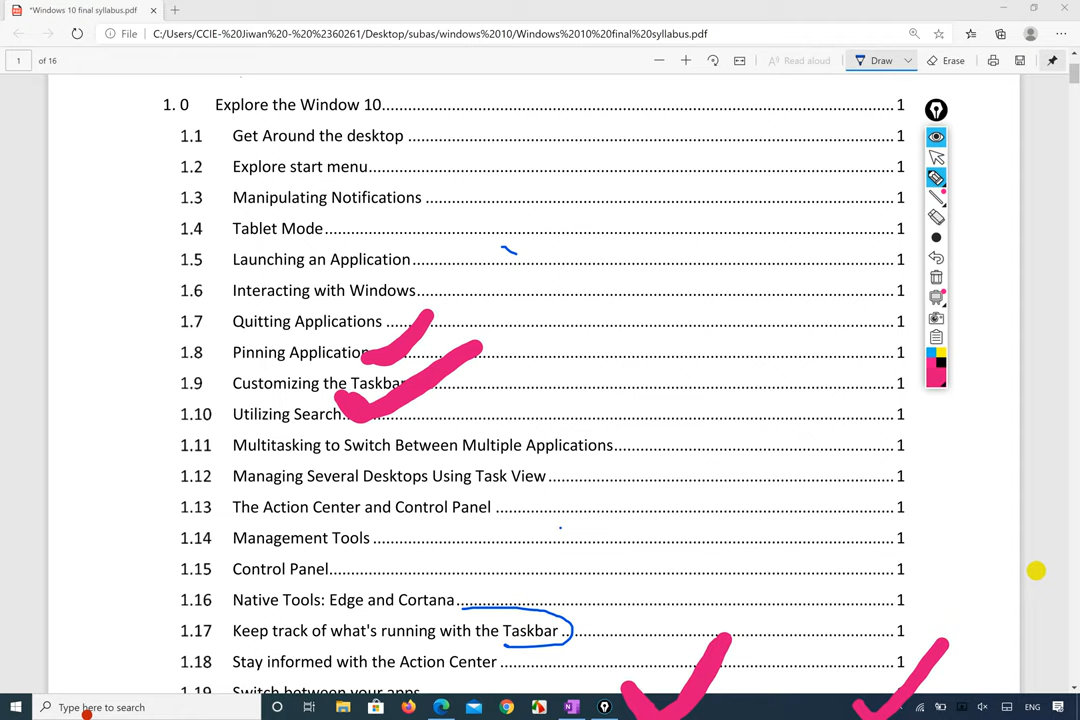 *Windows 10 final syllabus.pdf
File C:/Users/CCIE-%20Jiwan%20-%20%2360261/Desktop/subas/windows%2010/Windows%2010%20final%20syllabus.pdf
1 of 16 Read aloud Draw Erase
1. 0 Explore the Window 10 1
1.1 Get Around the desktop 1
1.2 Explore start menu 1
1.3 Manipulating Notifications 1
1.4 Tablet Mode 1
1.5 Launching an Application 1
1.6 Interacting with Windows 1
1.7 Quitting Applications 1
1.8 Pinning Application 1
1.9 Customizing the Taskbar 1
1.10 Utilizing Search 1
1.11 Multitasking to Switch Between Multiple Applications 1
1.12 Managing Several Desktops Using Task View 1
1.13 The Action Center and Control Panel 1
1.14 Management Tools 1
1.15 Control Panel 1
1.16 Native Tools: Edge and Cortana 1
1.17 Keep track of what's running with the Taskbar 1
1.18 Stay informed with the Action Center 1
1.19 Switch between your apps
Type here to search ENG